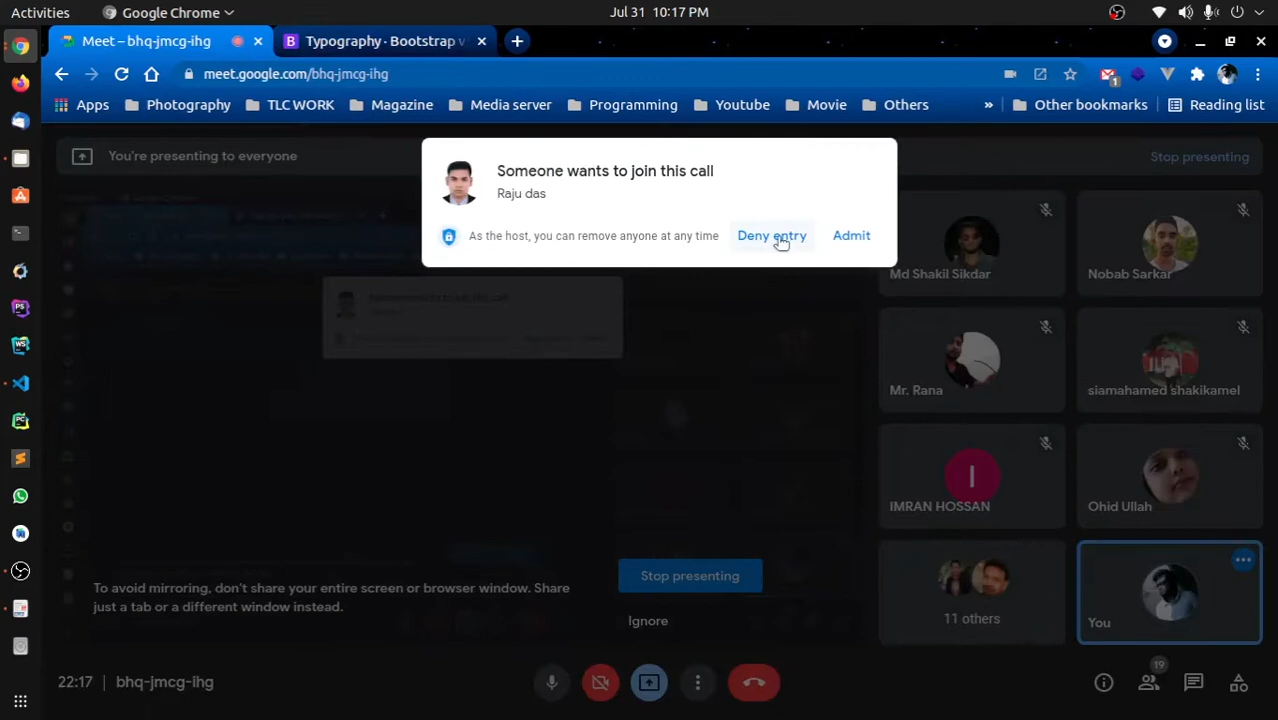 Activities
Google Chrome
Jul 31 10:17 PM
Meet – bhq-jmcg-ihg
Typography · Bootstrap v
meet.google.com/bhq-jmcg-ihg
1
Apps
Photography
TLC WORK
Magazine
Media server
Programming
Youtube
Movie
Others
»
Other bookmarks
Reading list
You're presenting to everyone
Stop presenting
Someone wants to join this call
Raju das
As the host, you can remove anyone at any time
Deny entry
Admit
Md Shakil Sikdar
Nobab Sarkar
Mr. Rana
siamahamed shakikamel
I
IMRAN HOSSAN
Ohid Ullah
To avoid mirroring, don't share your entire screen or browser window. Share
just a tab or a different window instead.
Stop presenting
Ignore
11 others
You
22:17 | bhq-jmcg-ihg
19